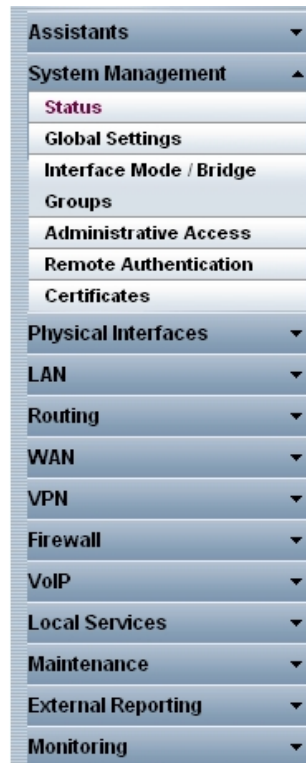 Assistants
System Management
Status
Global Settings
Interface Mode / Bridge
Groups
Administrative Access
Remote Authentication
Certificates
Physical Interfaces
LAN
Routing
WAN
VPN
Firewall
VoIP
Local Services
Maintenance
External Reporting
Monitoring